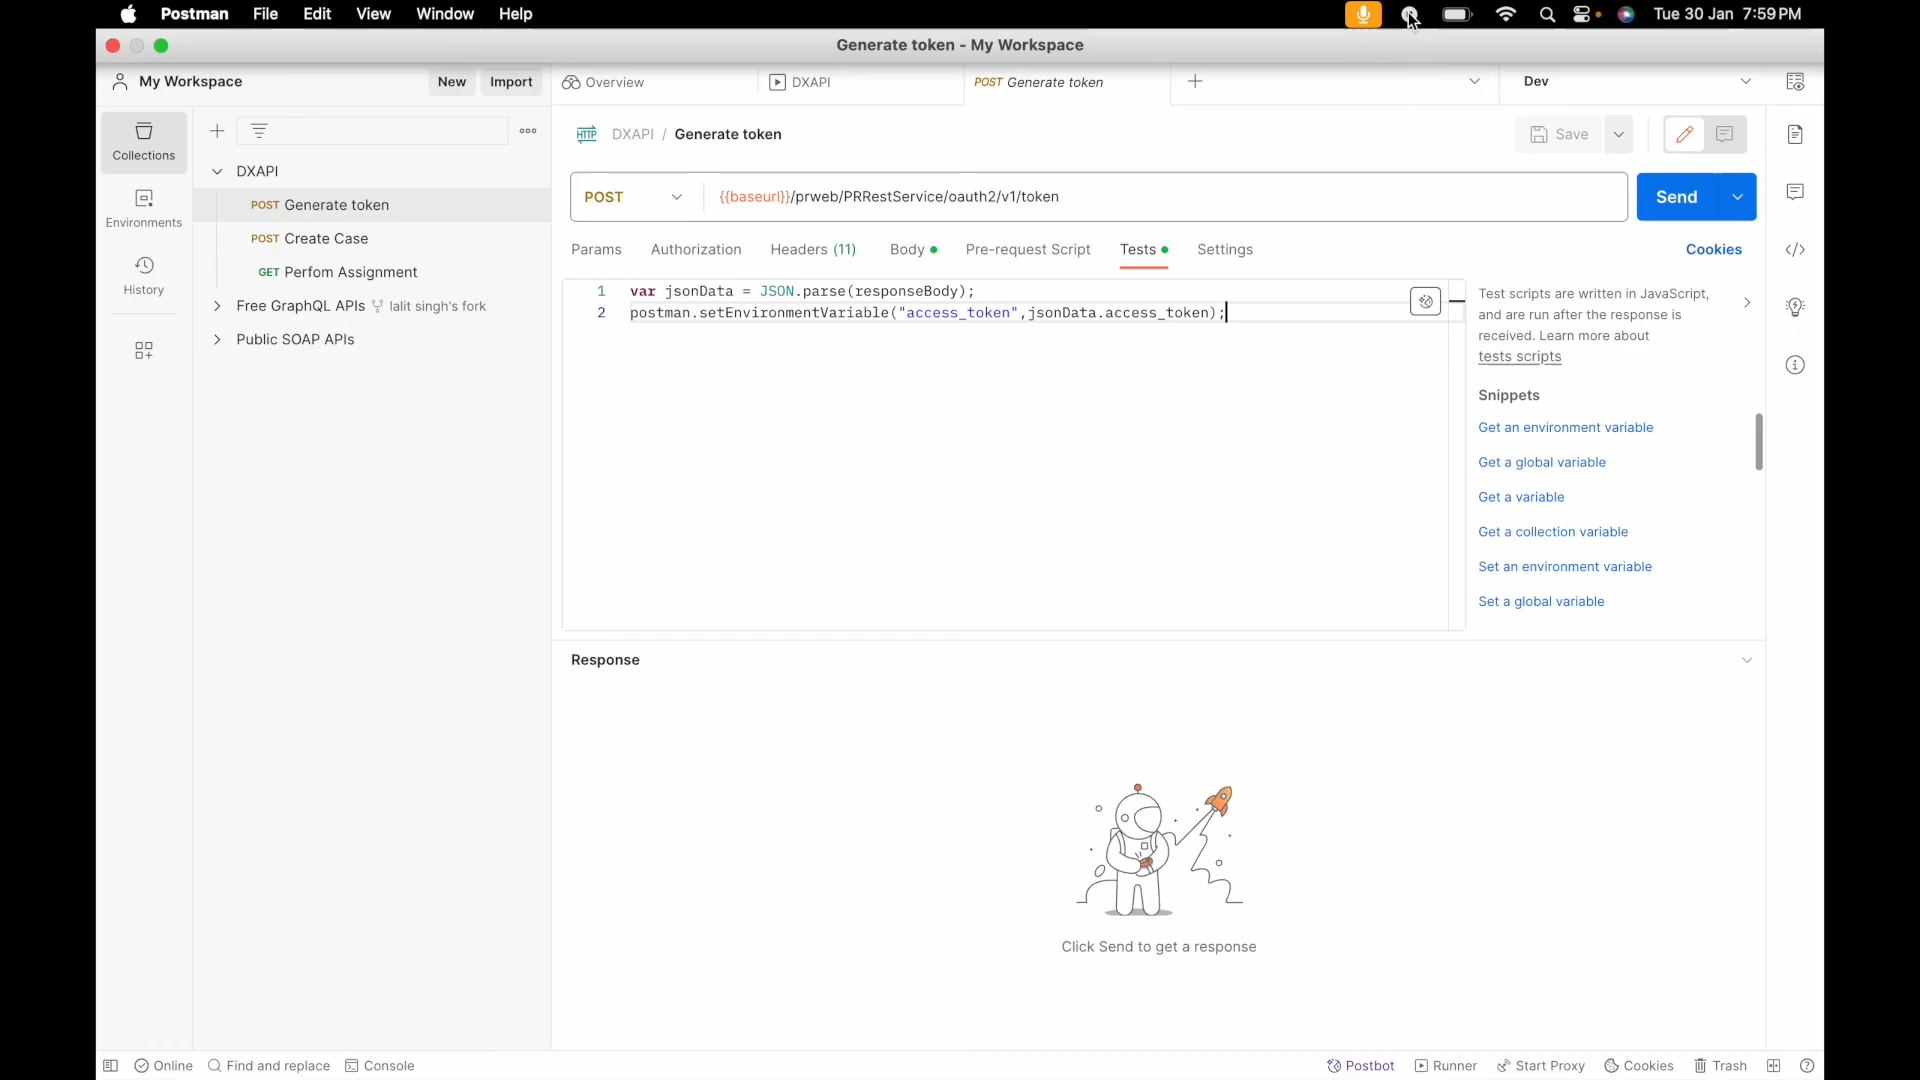 Postman File Edit View Window Help Tue 30 Jan 7:59 PM
Generate token - My Workspace
My Workspace New Import Overview DXAPI POST Generate token Dev
DXAPI / Generate token Save
Collections
Environments
History
DXAPI
POST Generate token
POST Create Case
GET Perfom Assignment
Free GraphQL APIs lalit singh's fork
Public SOAP APIs
HTTP
POST {{baseurl}}/prweb/PRRestService/oauth2/v1/token Send
Params Authorization Headers (11) Body Pre-request Script Tests Settings Cookies
1 var jsonData = JSON.parse(responseBody);
2 postman.setEnvironmentVariable("access_token",jsonData.access_token);
Test scripts are written in JavaScript,
and are run after the response is
received. Learn more about
tests scripts
Snippets
Get an environment variable
Get a global variable
Get a variable
Get a collection variable
Set an environment variable
Set a global variable
Response
Click Send to get a response
Online Find and replace Console Postbot Runner Start Proxy Cookies Trash